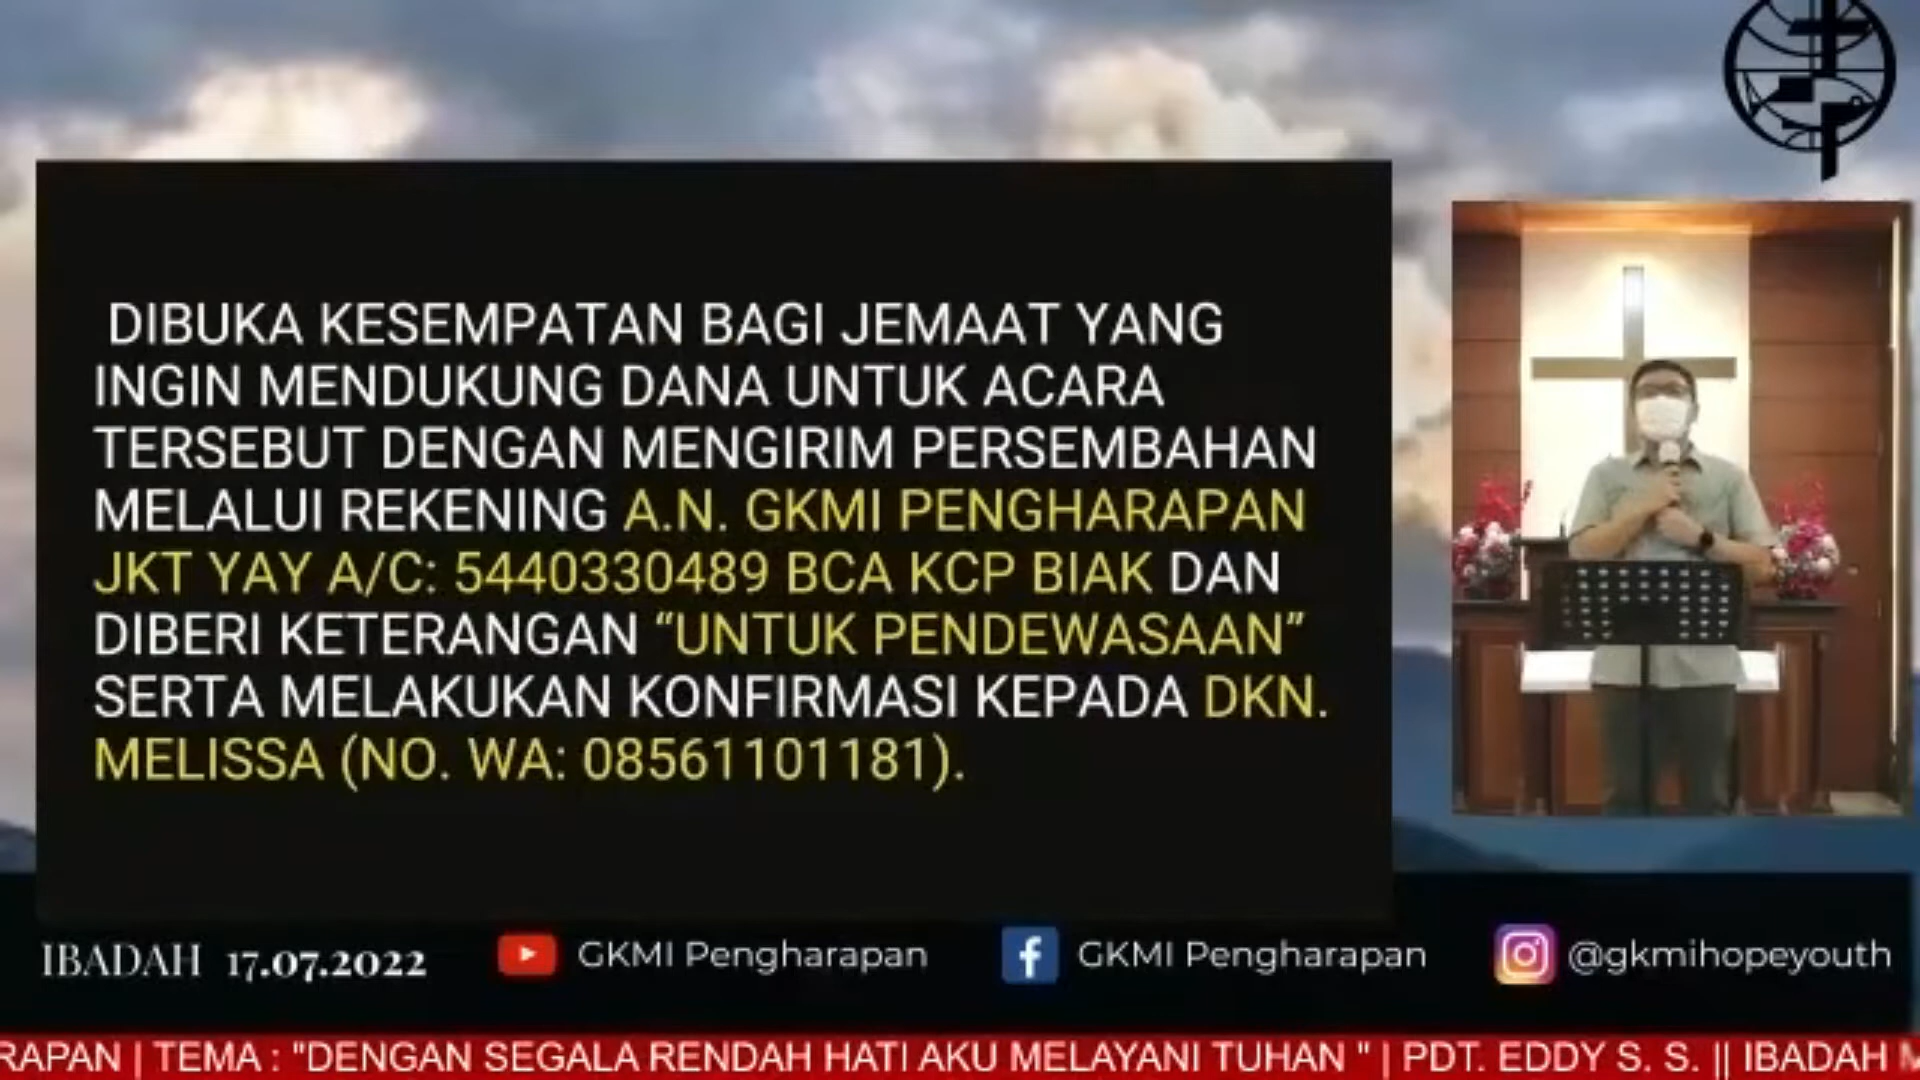 DIBUKA KESEMPATAN BAGI JEMAAT YANG
INGIN MENDUKUNG DANA UNTUK ACARA
TERSEBUT DENGAN MENGIRIM PERSEMBAHAN
MELALUI REKENING A.N. GKMI PENGHARAPAN
JKT YAY A/C: 5440330489 BCA KCP BIAK DAN
DIBERI KETERANGAN “UNTUK PENDEWASAAN”
SERTA MELAKUKAN KONFIRMASI KEPADA DKN.
MELISSA (NO. WA: 08561101181).
IBADAH 17.07.2022
GKMI Pengharapan
GKMI Pengharapan
@gkmihopeyouth
RAPAN | TEMA : "DENGAN SEGALA RENDAH HATI AKU MELAYANI TUHAN " | PDT. EDDY S. S. || IBADAH M